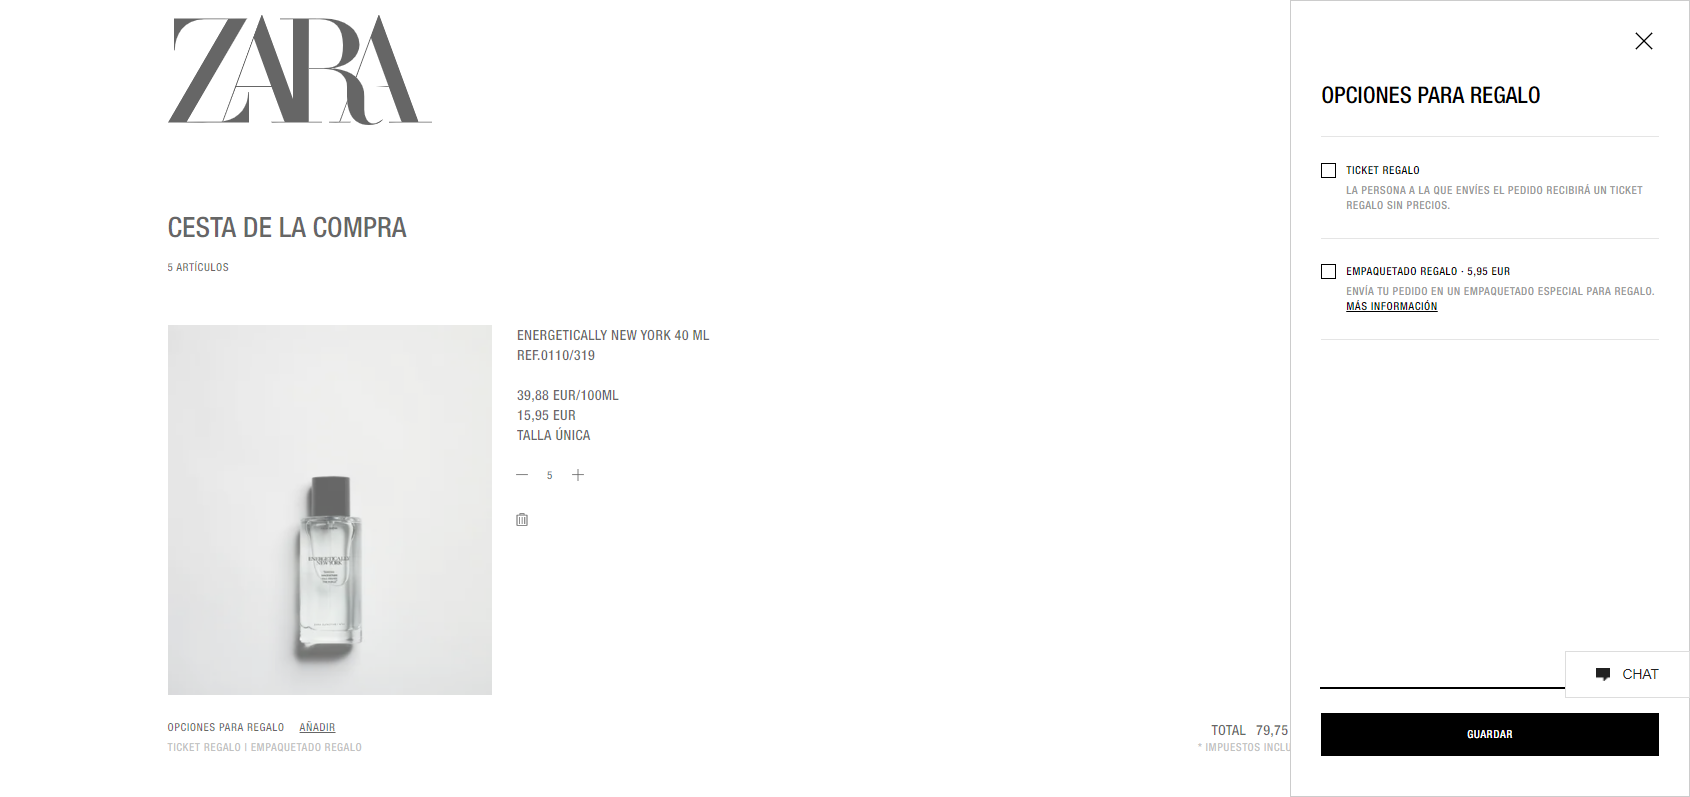 ZARA
CESTA DE LA COMPRA
5 ARTÍCULOS
ENERGETICALLY NEW YORK 40 ML
REF.0110/319
39,88 EUR/100ML
15,95 EUR
TALLA ÚNICA
5
ENERGETICALLY
NEW YORK
OPCIONES PARA REGALO AÑADIR
TICKET REGALO | EMPAQUETADO REGALO
TOTAL 79,75
* IMPUESTOS INCLU
OPCIONES PARA REGALO
TICKET REGALO
LA PERSONA A LA QUE ENVÍES EL PEDIDO RECIBIRÁ UN TICKET
REGALO SIN PRECIOS.
EMPAQUETADO REGALO · 5,95 EUR
ENVÍA TU PEDIDO EN UN EMPAQUETADO ESPECIAL PARA REGALO.
MÁS INFORMACIÓN
CHAT
GUARDAR